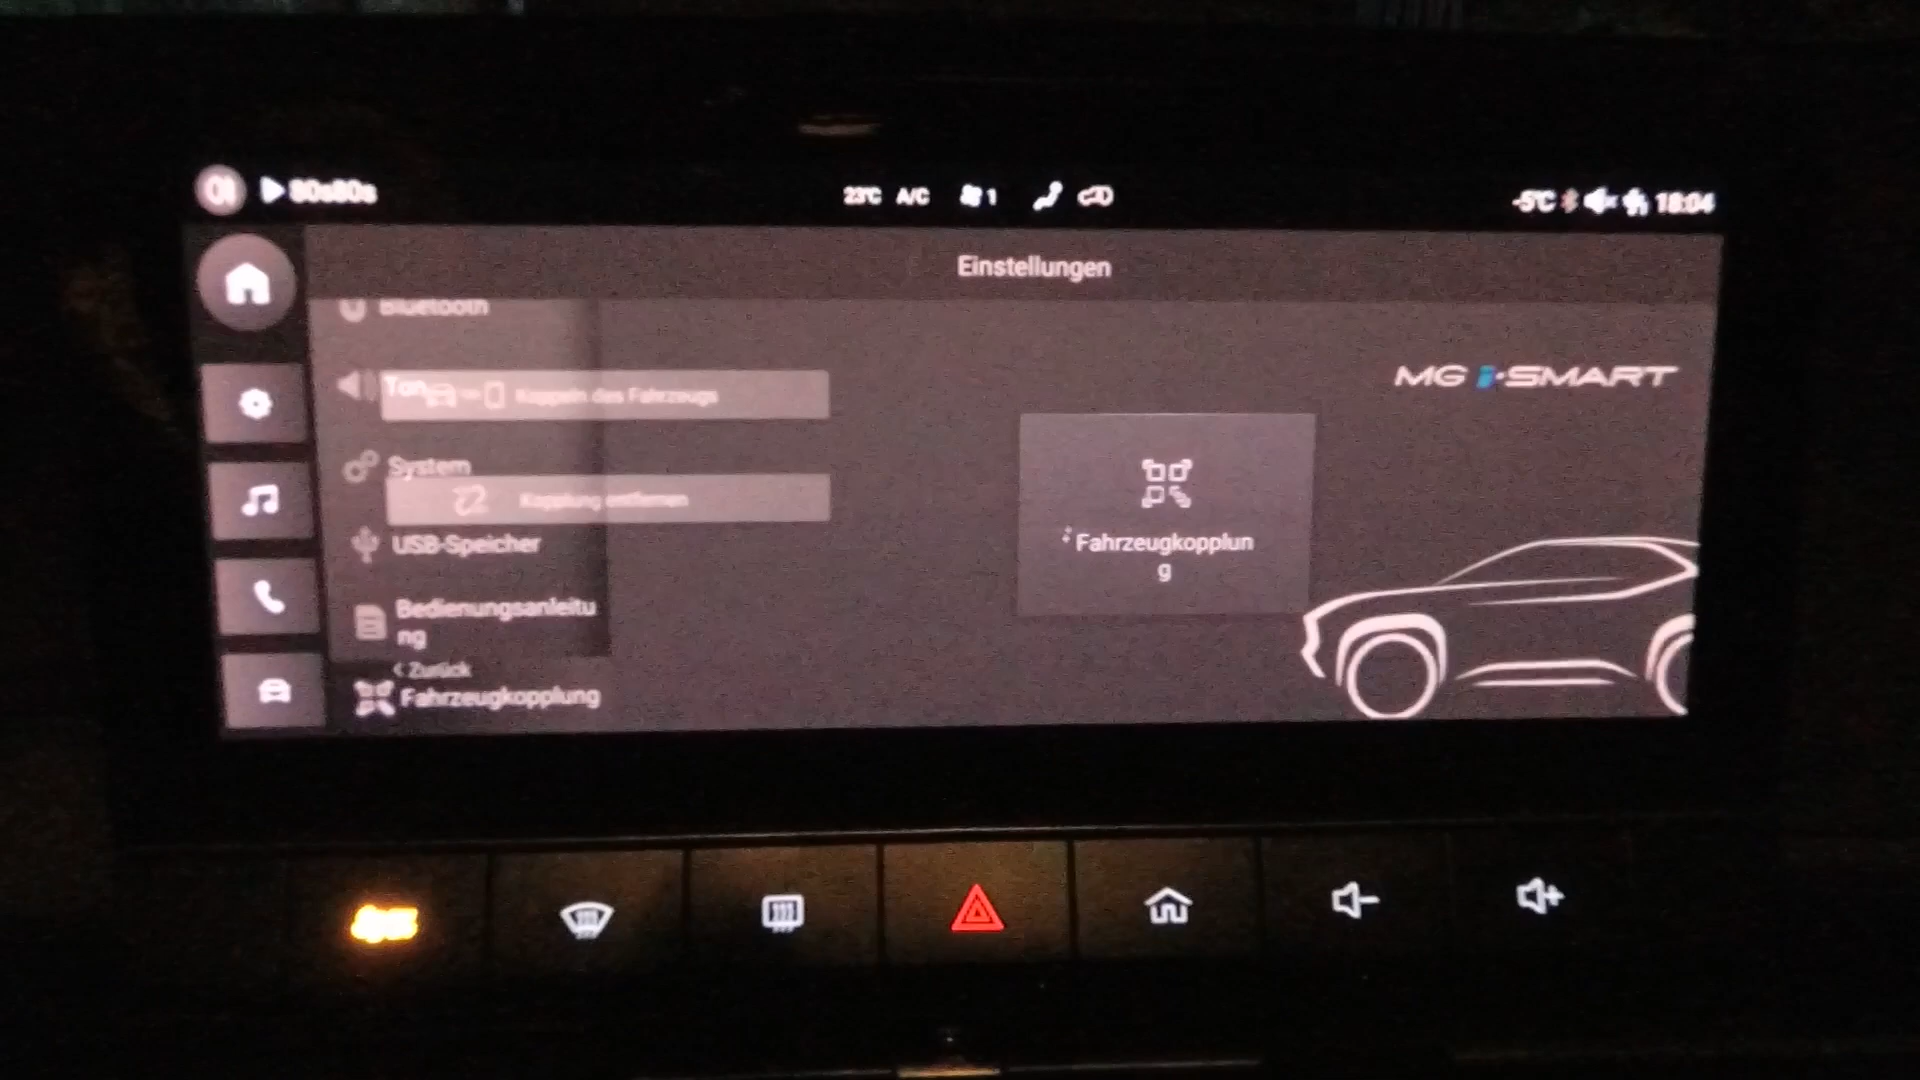 80s80s
23°C A/C 1
-5°C 18:04
Einstellungen
Bluetooth
Ton
Koppeln des Fahrzeugs
System
Kopplung entfernen
USB-Speicher
Bedienungsanleitu
ng
< Zurück
Fahrzeugkopplung
MG i-SMART
Fahrzeugkopplun
g